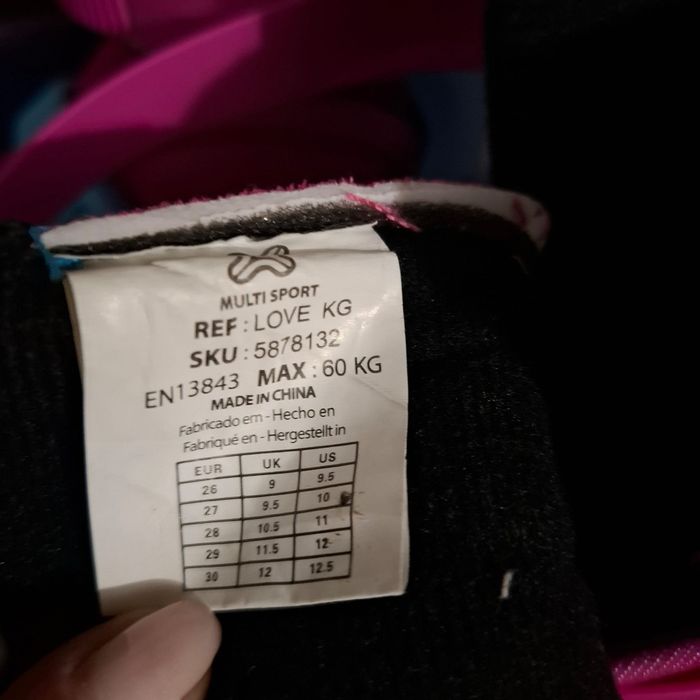 MULTI SPORT
REF : LOVE KG
SKU : 5878132
EN13843 MAX : 60 KG
MADE IN CHINA
Fabricado em - Hecho en
Fabriqué en - Hergestellt in
EUR UK US
26 9 9.5
27 9.5 10
28 10.5 11
29 11.5 12
30 12 12.5